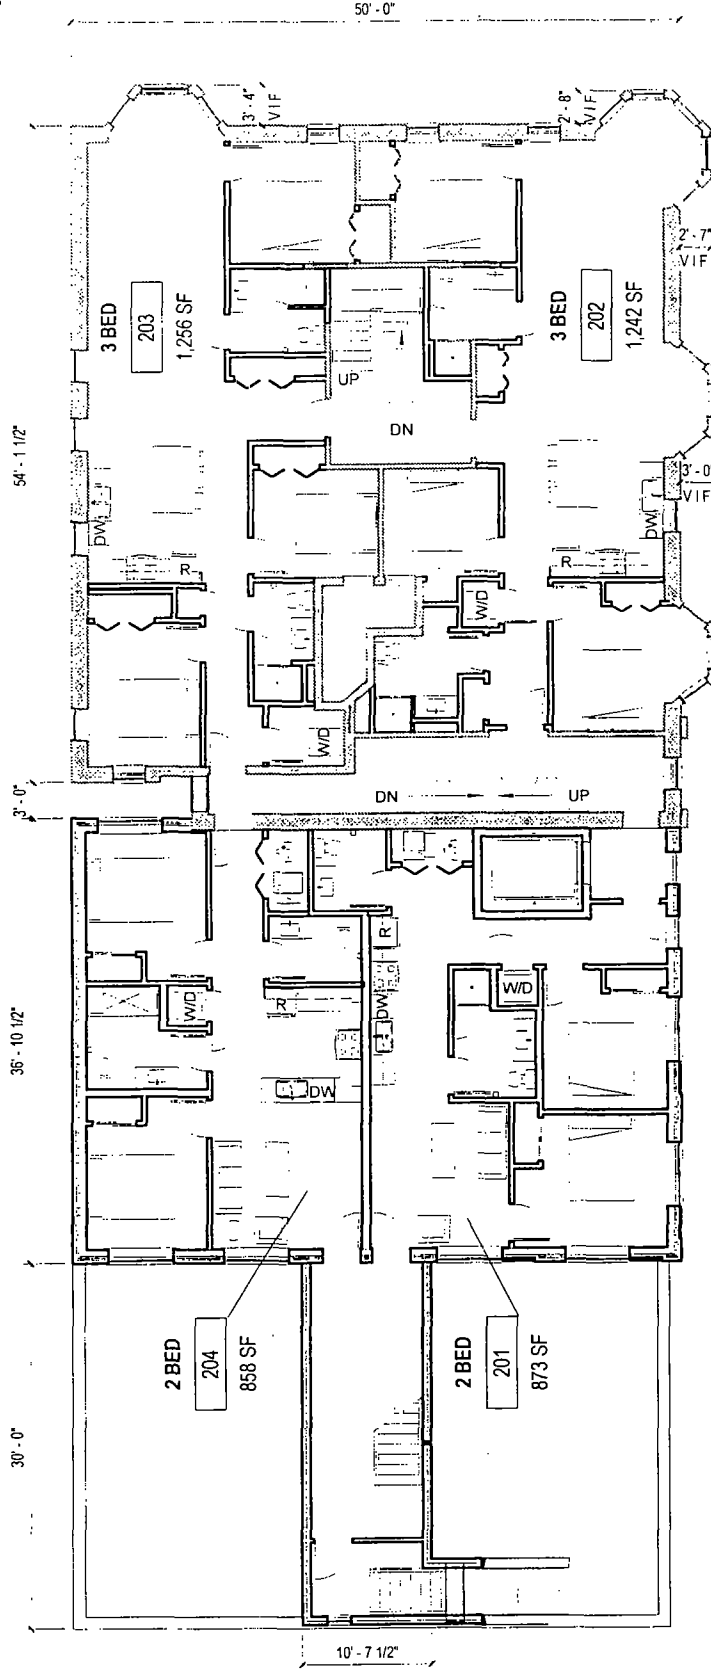 50' - 0"
3' - 4"
VIF
2' - 8"
VIF
2' - 7"
VIF
3 BED
203
1,256 SF
3 BED
202
1,242 SF
UP
DN
54' - 1 1/2"
3' - 0
VIF
DW
DW
R
R
W/D
W/D
3' - 0"
DN
UP
R
W/D
W/D
R
DW
DW
36' - 10 1/2"
2 BED
204
858 SF
2 BED
201
873 SF
30' - 0"
10' - 7 1/2"